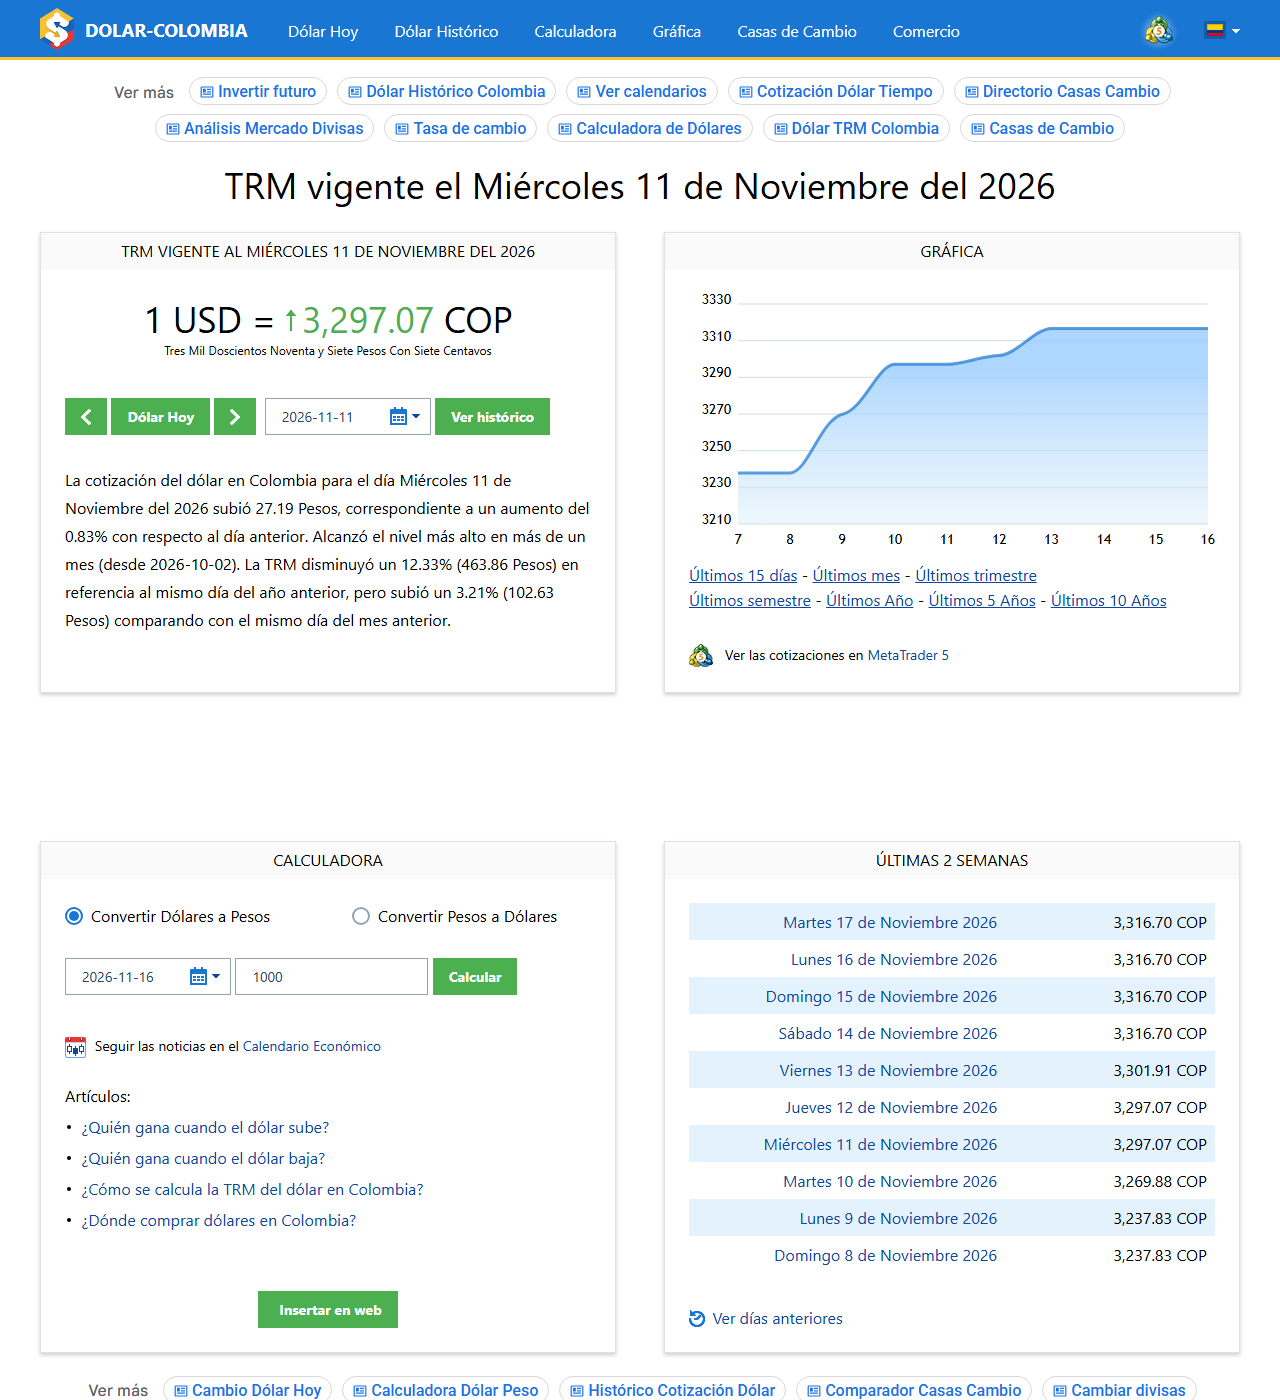 DOLAR-COLOMBIA Dólar Hoy Dólar Histórico Calculadora Gráfica Casas de Cambio Comercio
Ver más Invertir futuro Dólar Histórico Colombia Ver calendarios Cotización Dólar Tiempo Directorio Casas Cambio
Análisis Mercado Divisas Tasa de cambio Calculadora de Dólares Dólar TRM Colombia Casas de Cambio
TRM vigente el Miércoles 11 de Noviembre del 2026
TRM VIGENTE AL MIÉRCOLES 11 DE NOVIEMBRE DEL 2026
1 USD = ↑3,297.07 COP
Tres Mil Doscientos Noventa y Siete Pesos Con Siete Centavos
Dólar Hoy 2026-11-11 Ver histórico
La cotización del dólar en Colombia para el día Miércoles 11 de
Noviembre del 2026 subió 27.19 Pesos, correspondiente a un aumento del
0.83% con respecto al día anterior. Alcanzó el nivel más alto en más de un
mes (desde 2026-10-02). La TRM disminuyó un 12.33% (463.86 Pesos) en
referencia al mismo día del año anterior, pero subió un 3.21% (102.63
Pesos) comparando con el mismo día del mes anterior.
GRÁFICA
3330
3310
3290
3270
3250
3230
3210
7 8 9 10 11 12 13 14 15 16
Últimos 15 días - Últimos mes - Últimos trimestre
Últimos semestre - Últimos Año - Últimos 5 Años - Últimos 10 Años
Ver las cotizaciones en MetaTrader 5
CALCULADORA
Convertir Dólares a Pesos Convertir Pesos a Dólares
2026-11-16 1000 Calcular
Seguir las noticias en el Calendario Económico
Artículos:
• ¿Quién gana cuando el dólar sube?
• ¿Quién gana cuando el dólar baja?
• ¿Cómo se calcula la TRM del dólar en Colombia?
• ¿Dónde comprar dólares en Colombia?
Insertar en web
ÚLTIMAS 2 SEMANAS
Martes 17 de Noviembre 2026 3,316.70 COP
Lunes 16 de Noviembre 2026 3,316.70 COP
Domingo 15 de Noviembre 2026 3,316.70 COP
Sábado 14 de Noviembre 2026 3,316.70 COP
Viernes 13 de Noviembre 2026 3,301.91 COP
Jueves 12 de Noviembre 2026 3,297.07 COP
Miércoles 11 de Noviembre 2026 3,297.07 COP
Martes 10 de Noviembre 2026 3,269.88 COP
Lunes 9 de Noviembre 2026 3,237.83 COP
Domingo 8 de Noviembre 2026 3,237.83 COP
Ver días anteriores
Ver más Cambio Dólar Hoy Calculadora Dólar Peso Histórico Cotización Dólar Comparador Casas Cambio Cambiar divisas